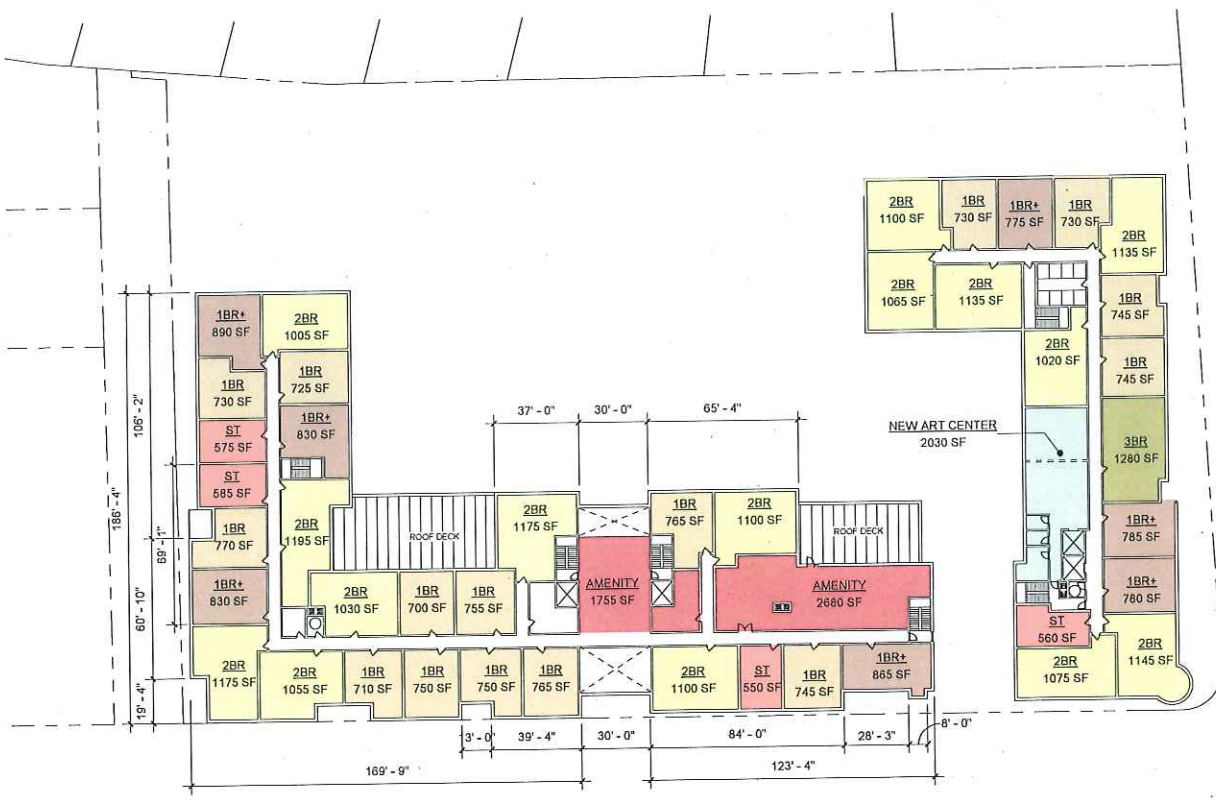 2BR
1100 SF
1BR
730 SF
1BR+
775 SF
1BR
730 SF
2BR
1135 SF
2BR
1065 SF
2BR
1135 SF
1BR
745 SF
2BR
1020 SF
1BR
745 SF
NEW ART CENTER
2030 SF
3BR
1280 SF
1BR+
785 SF
1BR+
780 SF
ST
560 SF
2BR
1075 SF
2BR
1145 SF
1BR+
890 SF
2BR
1005 SF
1BR
730 SF
1BR
725 SF
ST
575 SF
1BR+
830 SF
ST
585 SF
1BR
770 SF
2BR
1195 SF
1BR+
830 SF
ROOF DECK
2BR
1175 SF
1BR
765 SF
2BR
1100 SF
ROOF DECK
2BR
1030 SF
1BR
700 SF
1BR
755 SF
AMENITY
1755 SF
AMENITY
2680 SF
2BR
1175 SF
2BR
1055 SF
1BR
710 SF
1BR
750 SF
1BR
750 SF
1BR
765 SF
2BR
1100 SF
ST
550 SF
1BR
745 SF
1BR+
865 SF
37' - 0"
30' - 0"
65' - 4"
106' - 2"
186' - 4"
69' - 1"
60' - 10"
19' - 4"
3' - 0"
39' - 4"
30' - 0"
84' - 0"
28' - 3"
8' - 0"
169' - 9"
123' - 4"